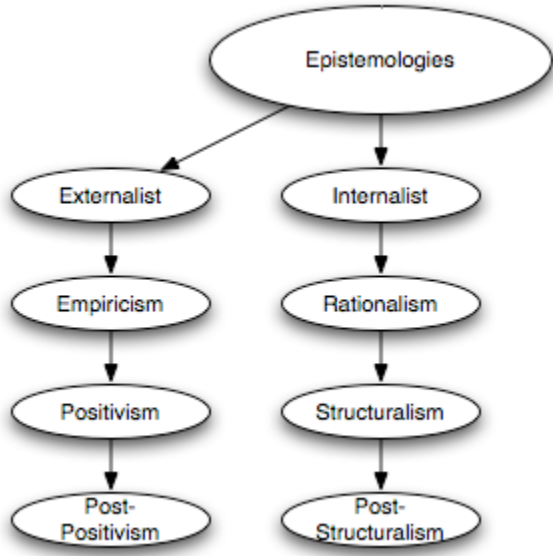 Epistemologies
Externalist
Internalist
Empiricism
Rationalism
Positivism
Structuralism
Post-
Positivism
Post-
Structuralism